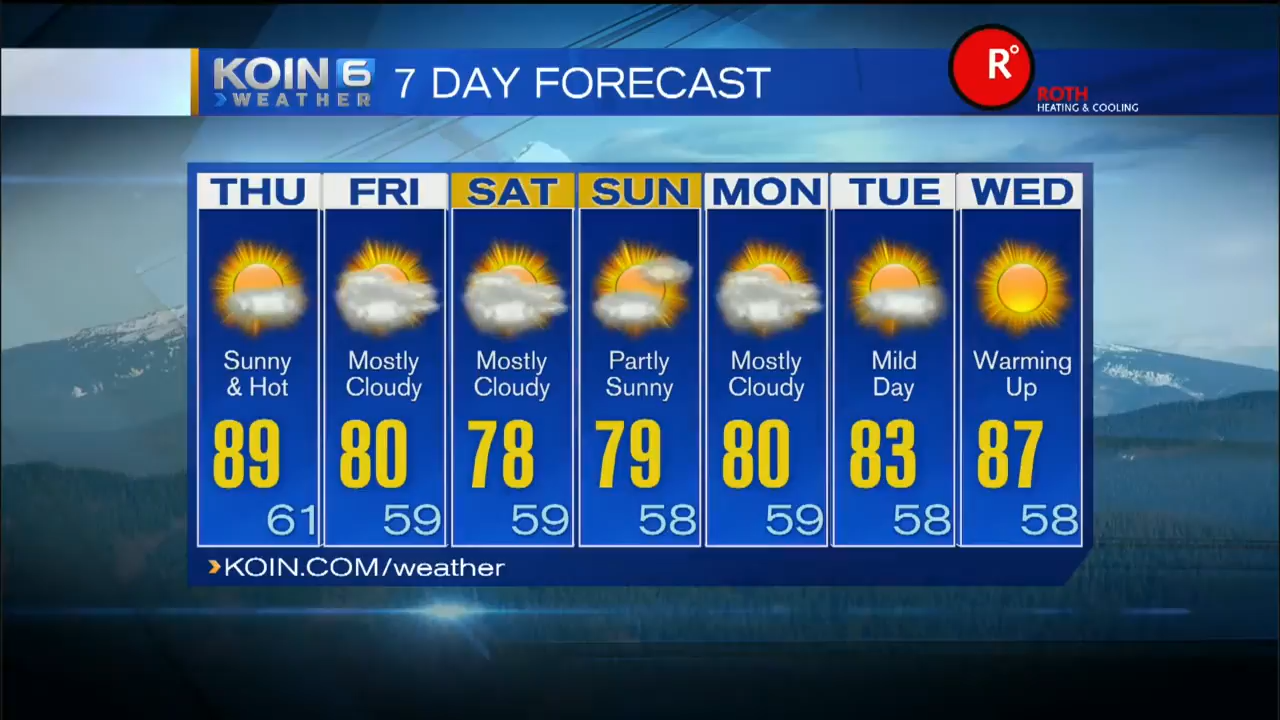 KOIN 6
WEATHER
7 DAY FORECAST
R°
ROTH
HEATING & COOLING
THU FRI SAT SUN MON TUE WED
Sunny Mostly Mostly Partly Mostly Mild Warming
& Hot Cloudy Cloudy Sunny Cloudy Day Up
89 80 78 79 80 83 87
61 59 59 58 59 58 58
KOIN.COM/weather